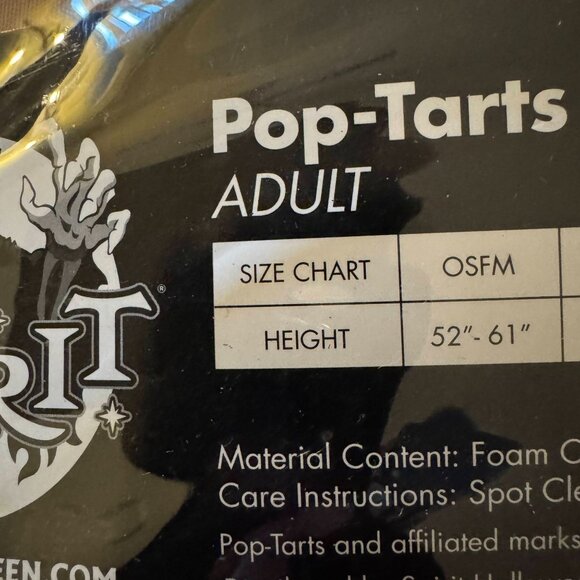 Pop-Tarts
ADULT
SIZE CHART OSFM
HEIGHT 52"- 61"
RIT®
Material Content: Foam C
Care Instructions: Spot Cle
Pop-Tarts and affiliated marks
EEN.COM